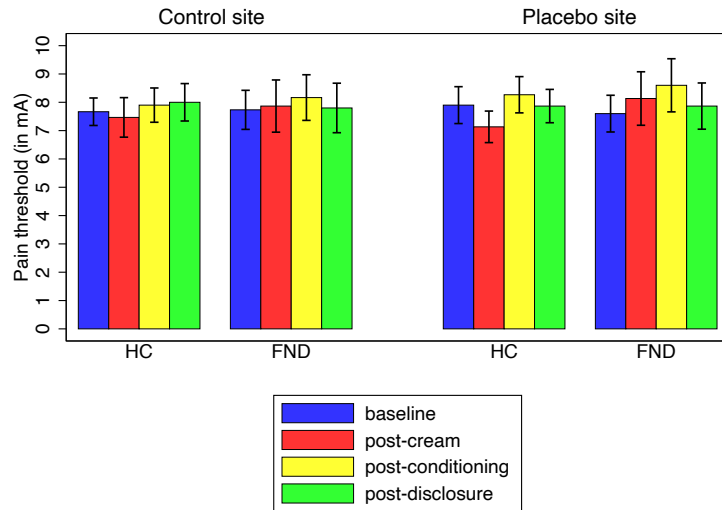 Control site
Placebo site
Pain threshold (in mA)
10
9
8
7
6
5
4
3
2
1
0
HC
FND
HC
FND
baseline
post-cream
post-conditioning
post-disclosure